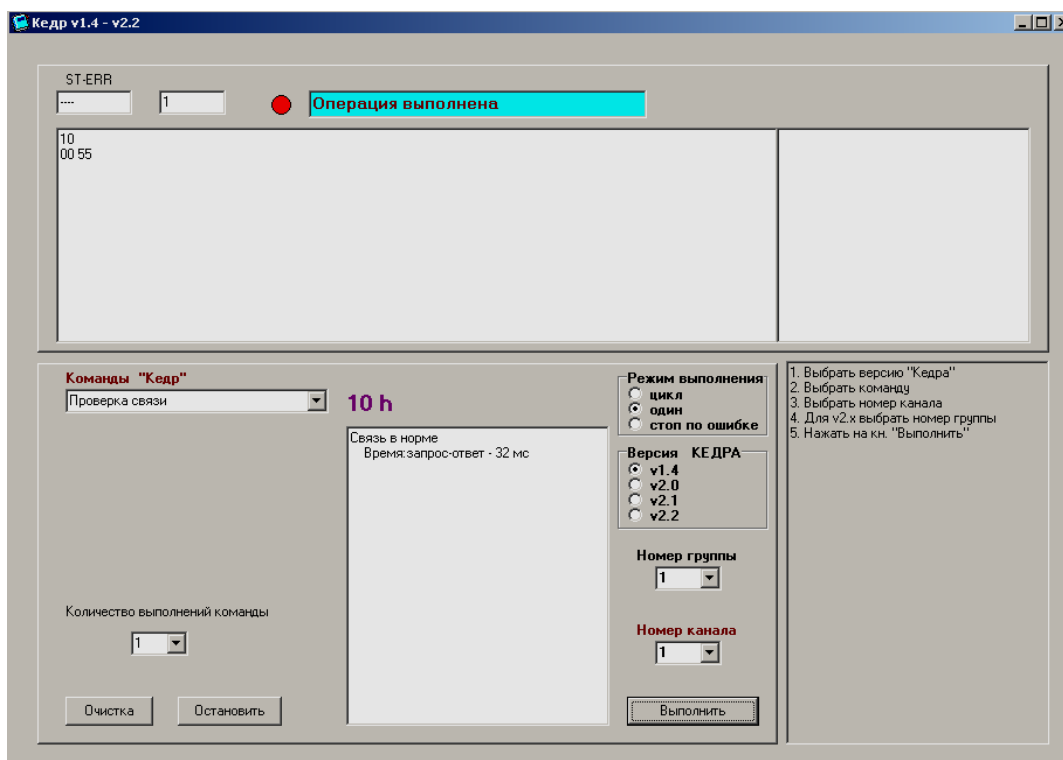 Кедр v1.4 - v2.2
ST-ERR
----
1
Операция выполнена
10
00 55
Команды "Кедр"
Проверка связи
10 h
Связь в норме
Время:запрос-ответ - 32 мс
Количество выполнений команды
1
Очистка
Остановить
Режим выполнения
цикл
один
стоп по ошибке
Версия КЕДРА
v1.4
v2.0
v2.1
v2.2
Номер группы
1
Номер канала
1
Выполнить
1. Выбрать версию "Кедра"
2. Выбрать команду
3. Выбрать номер канала
4. Для v2.x выбрать номер группы
5. Нажать на кн. "Выполнить"